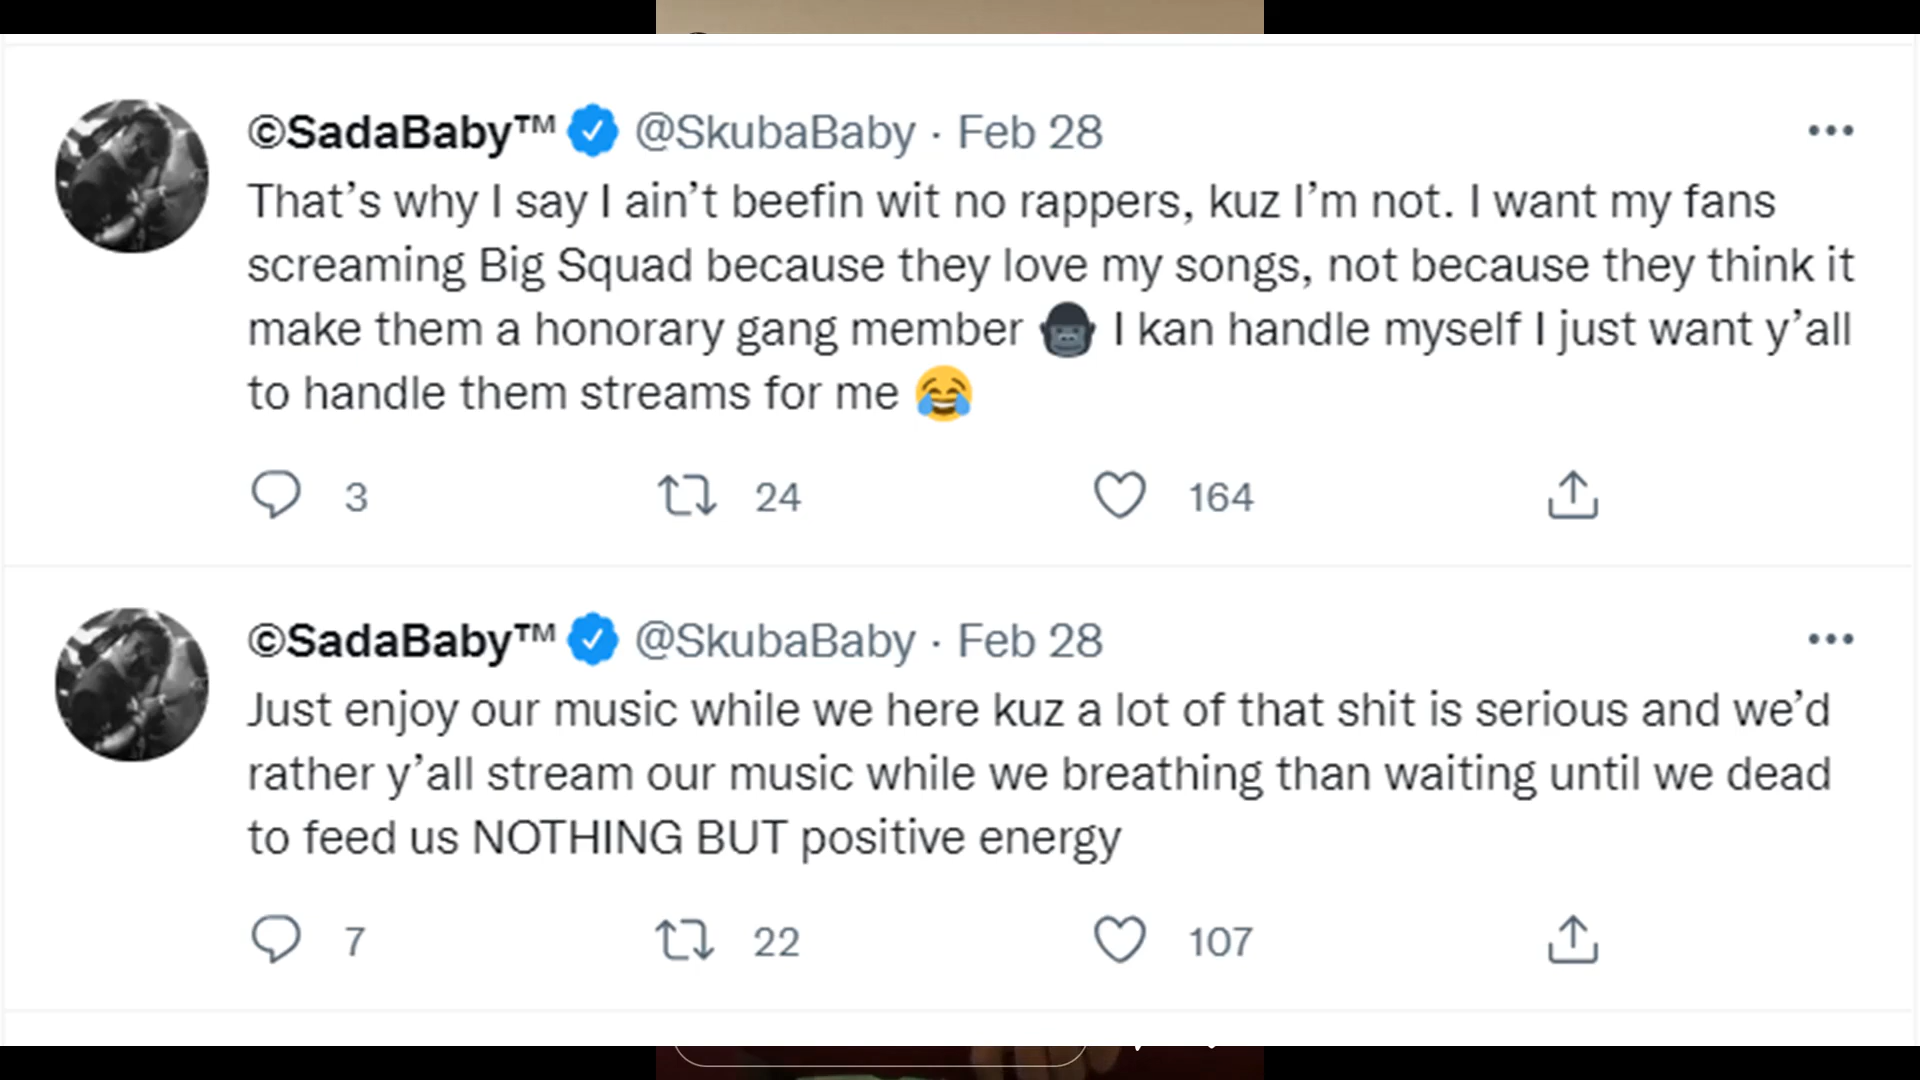 ©SadaBaby™ @SkubaBaby · Feb 28
That’s why I say I ain’t beefin wit no rappers, kuz I’m not. I want my fans
screaming Big Squad because they love my songs, not because they think it
make them a honorary gang member 🦍 I kan handle myself I just want y’all
to handle them streams for me 😂
3 24 164
©SadaBaby™ @SkubaBaby · Feb 28
Just enjoy our music while we here kuz a lot of that shit is serious and we’d
rather y’all stream our music while we breathing than waiting until we dead
to feed us NOTHING BUT positive energy
7 22 107